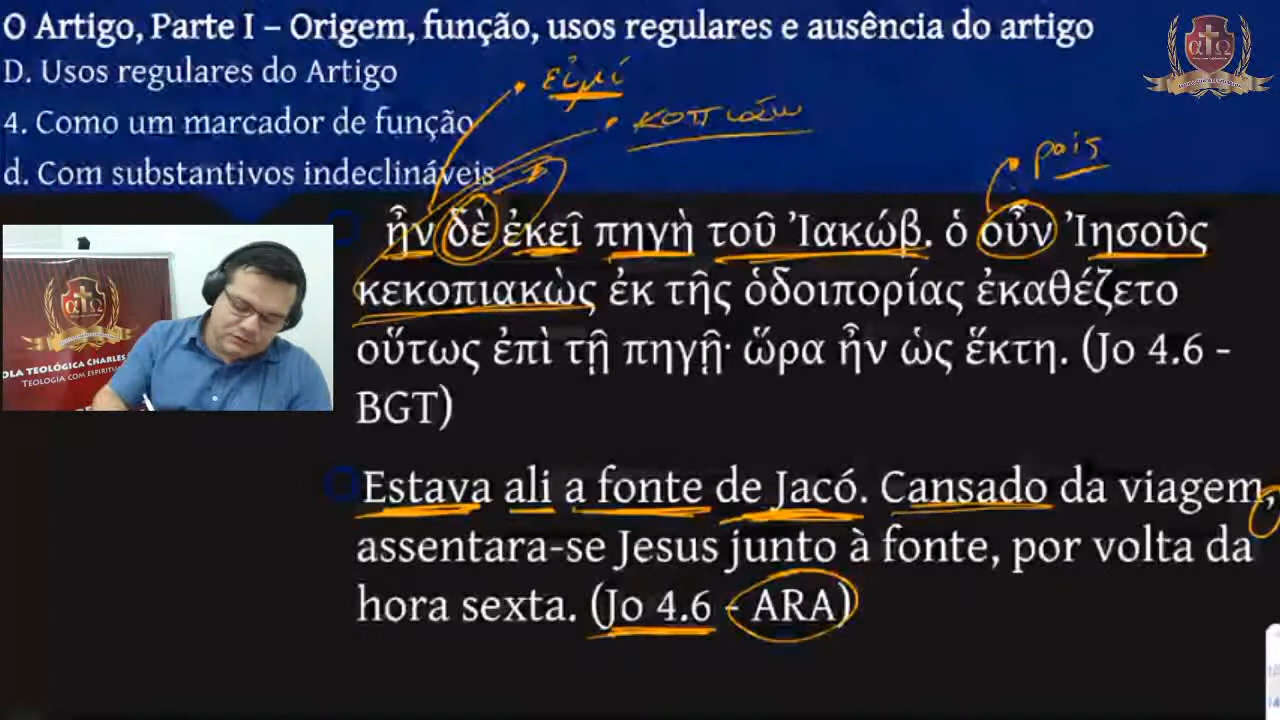 O Artigo, Parte I – Origem, função, usos regulares e ausência do artigo
D. Usos regulares do Artigo
εἰμί
4. Como um marcador de função
κοπιάω
d. Com substantivos indeclináveis
pois
ἦν δὲ ἐκεῖ πηγὴ τοῦ Ἰακώβ. ὁ οὖν Ἰησοῦς
κεκοπιακὼς ἐκ τῆς ὁδοιπορίας ἐκαθέζετο
οὕτως ἐπὶ τῇ πηγῇ· ὥρα ἦν ὡς ἕκτη. (Jo 4.6 -
BGT)
Estava ali a fonte de Jacó. Cansado da viagem,
assentara-se Jesus junto à fonte, por volta da
hora sexta. (Jo 4.6 - ARA)
α Ω
OLA TEOLÓGICA CHARLES